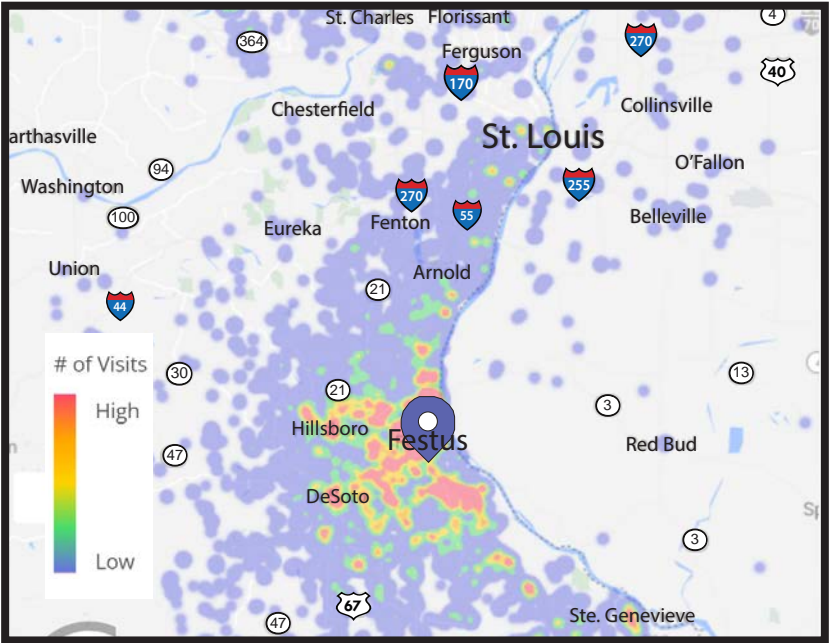 St. Charles Florissant
4
364
270
Ferguson
170
40
Chesterfield
Collinsville
arthasville
St. Louis
94
O'Fallon
Washington
270
255
100
55
Fenton
Belleville
Eureka
Union
Arnold
21
44
# of Visits
30
13
High
21
3
Hillsboro
Festus
Red Bud
47
DeSoto
Low
3
67
Ste. Genevieve
47